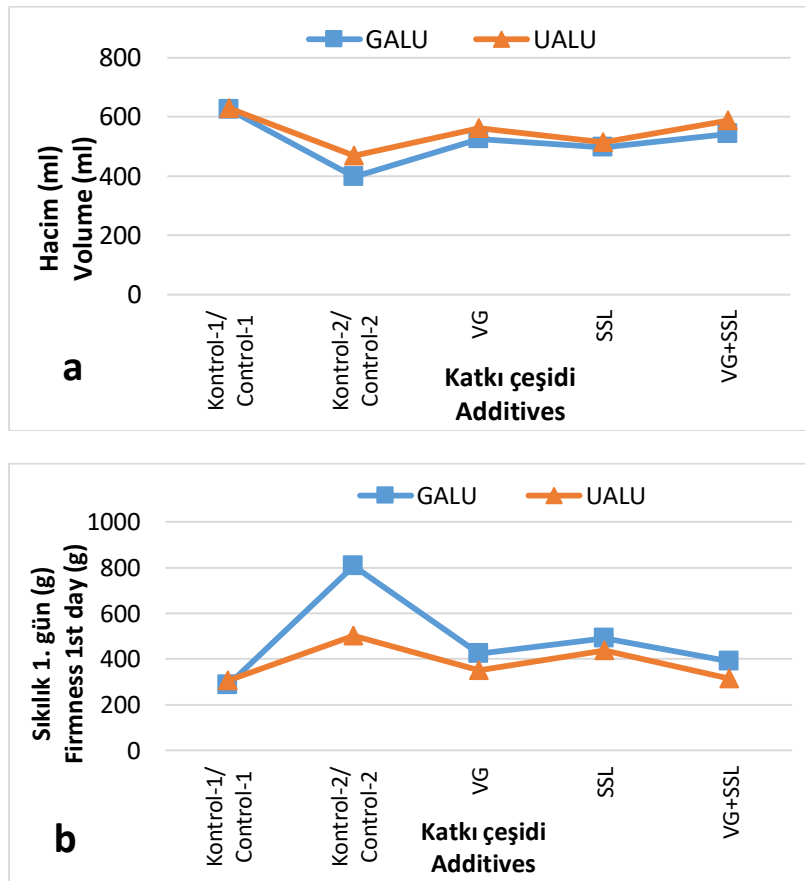 GALU UALU
800
600
400
200
0
Hacim (ml)
Volume (ml)
Kontrol-1/
Control-1
Kontrol-2/
Control-2
VG
SSL
VG+SSL
Katkı çeşidi
Additives
a
GALU UALU
1000
800
600
400
200
0
Sıkılık 1. gün (g)
Firmness 1st day (g)
Kontrol-1/
Control-1
Kontrol-2/
Control-2
VG
SSL
VG+SSL
Katkı çeşidi
Additives
b